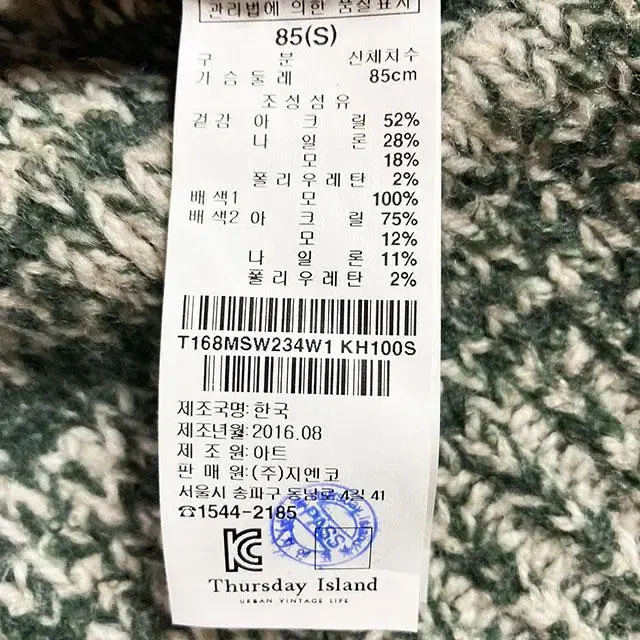 관리법에 의한 품질표시
85(S)
구 분 신체치수
가슴둘레 85cm
조성섬유
겉감 아크릴 52%
나일론 28%
모 18%
폴리우레탄 2%
배색1 모 100%
배색2 아크릴 75%
모 12%
나일론 11%
폴리우레탄 2%
T168MSW234W1 KH100S
제조국명:한국
제조년월:2016.08
제 조 원:아트
판 매 원:(주)지엔코
서울시 송파구 동남로 4길 41
☎1544-2185
Thursday Island
URBAN VINTAGE LIFE